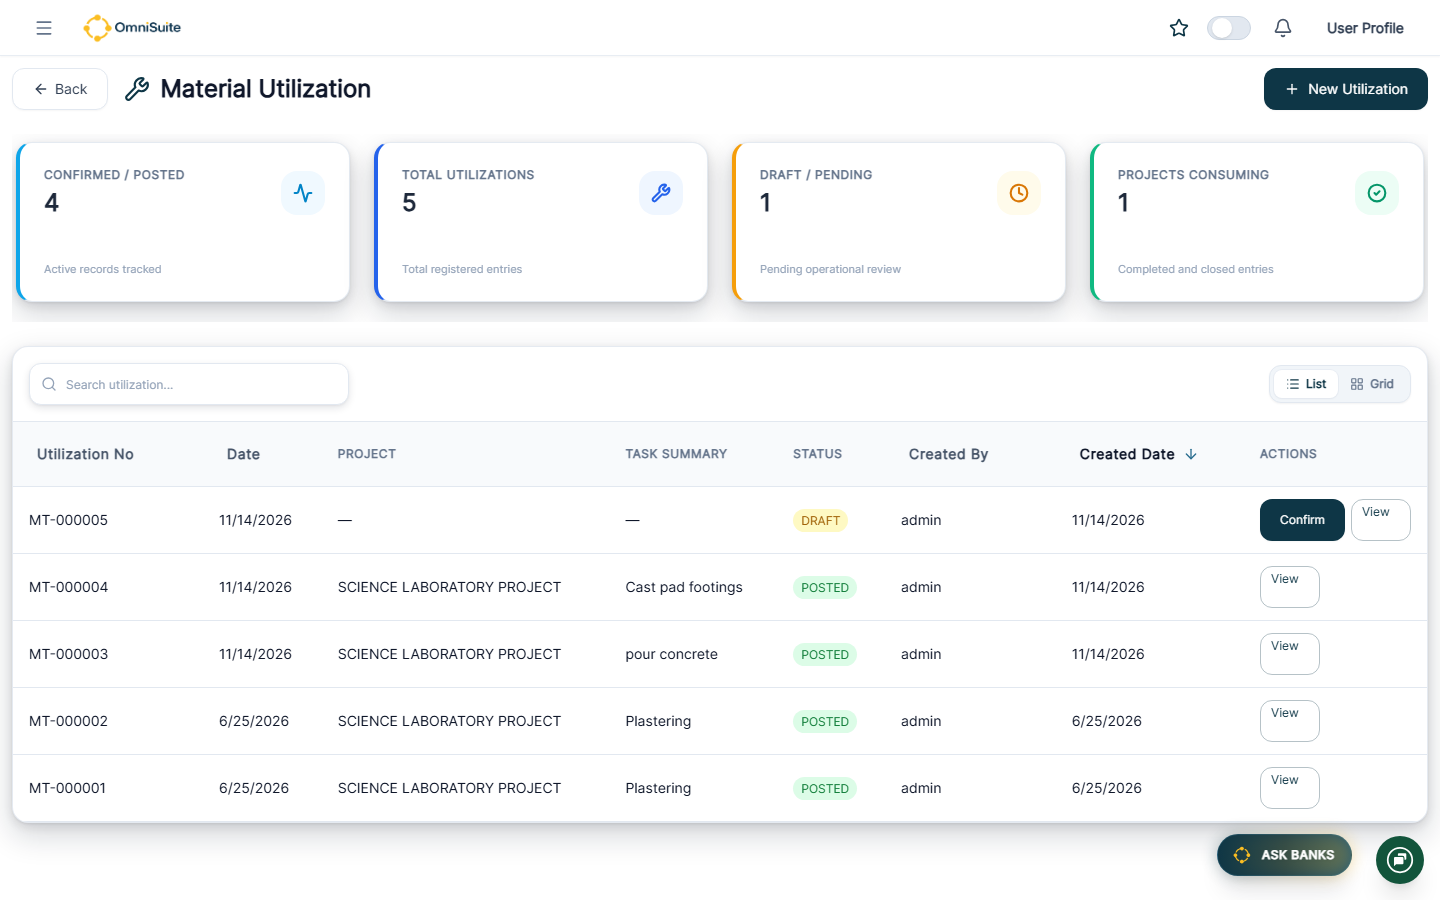 OmniSuite
User Profile
Back
Material Utilization
New Utilization
CONFIRMED / POSTED
4
Active records tracked
TOTAL UTILIZATIONS
5
Total registered entries
DRAFT / PENDING
1
Pending operational review
PROJECTS CONSUMING
1
Completed and closed entries
Search utilization...
List
Grid
Utilization No Date PROJECT TASK SUMMARY STATUS Created By Created Date ACTIONS
MT-000005 11/14/2026 — — DRAFT admin 11/14/2026 Confirm View
MT-000004 11/14/2026 SCIENCE LABORATORY PROJECT Cast pad footings POSTED admin 11/14/2026 View
MT-000003 11/14/2026 SCIENCE LABORATORY PROJECT pour concrete POSTED admin 11/14/2026 View
MT-000002 6/25/2026 SCIENCE LABORATORY PROJECT Plastering POSTED admin 6/25/2026 View
MT-000001 6/25/2026 SCIENCE LABORATORY PROJECT Plastering POSTED admin 6/25/2026 View
ASK BANKS